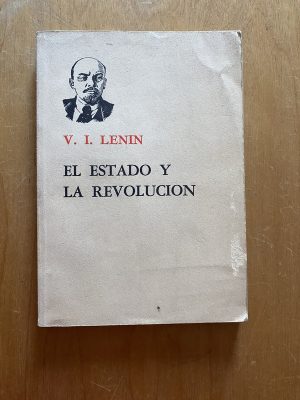 V. I. LENIN
EL ESTADO Y
LA REVOLUCION